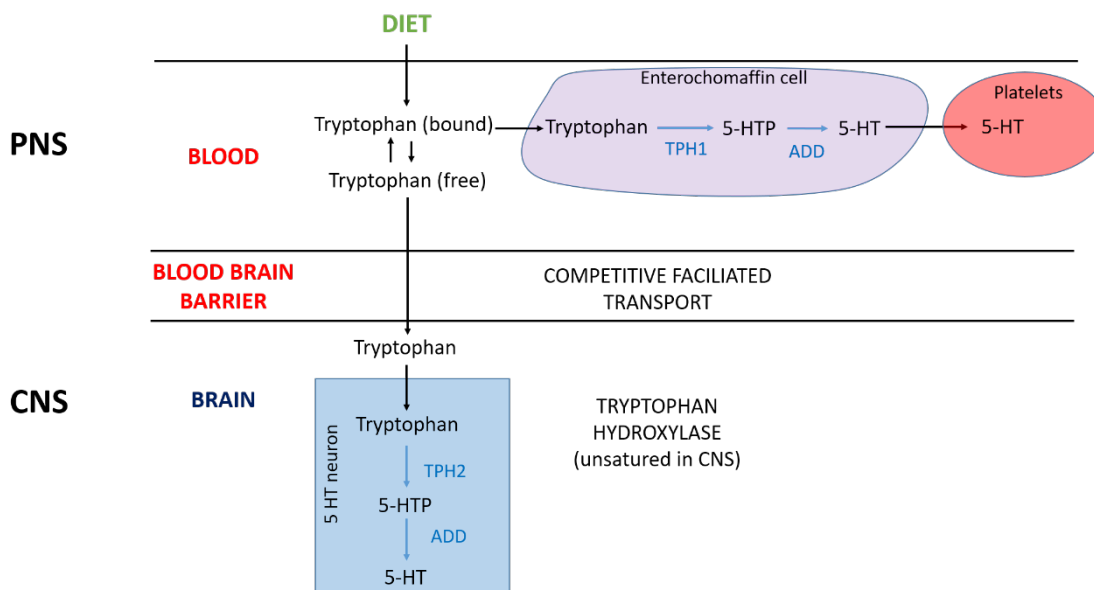 DIET
Enterochomaffin cell
Platelets
PNS
BLOOD
Tryptophan (bound)
Tryptophan
TPH1
5-HTP
ADD
5-HT
5-HT
Tryptophan (free)
BLOOD BRAIN
BARRIER
COMPETITIVE FACILIATED
TRANSPORT
Tryptophan
CNS
BRAIN
5 HT neuron
Tryptophan
TPH2
5-HTP
ADD
5-HT
TRYPTOPHAN
HYDROXYLASE
(unsatured in CNS)